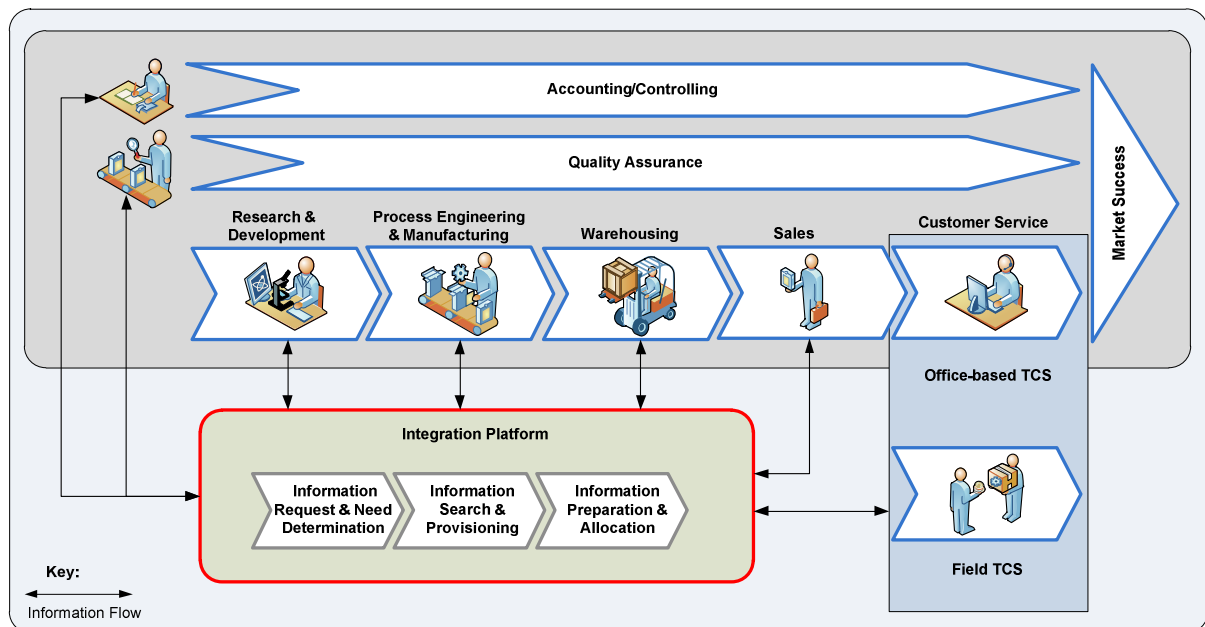 Accounting/Controlling
Quality Assurance
Market Success
Research &
Development
Process Engineering
& Manufacturing
Warehousing
Sales
Customer Service
Office-based TCS
Integration Platform
Information
Request & Need
Determination
Information
Search &
Provisioning
Information
Preparation &
Allocation
Field TCS
Key:
Information Flow